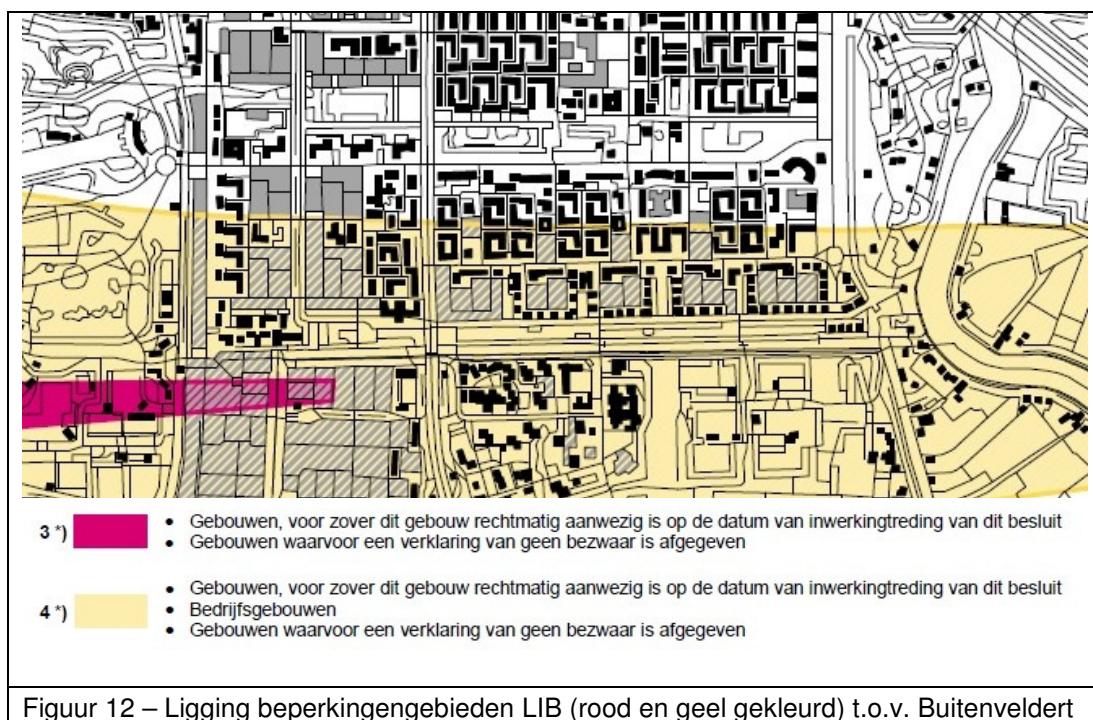 3 *)
• Gebouwen, voor zover dit gebouw rechtmatig aanwezig is op de datum van inwerkingtreding van dit besluit
• Gebouwen waarvoor een verklaring van geen bezwaar is afgegeven
4 *)
• Gebouwen, voor zover dit gebouw rechtmatig aanwezig is op de datum van inwerkingtreding van dit besluit
• Bedrijfsgebouwen
• Gebouwen waarvoor een verklaring van geen bezwaar is afgegeven
Figuur 12 – Ligging beperkingengebieden LIB (rood en geel gekleurd) t.o.v. Buitenveldert